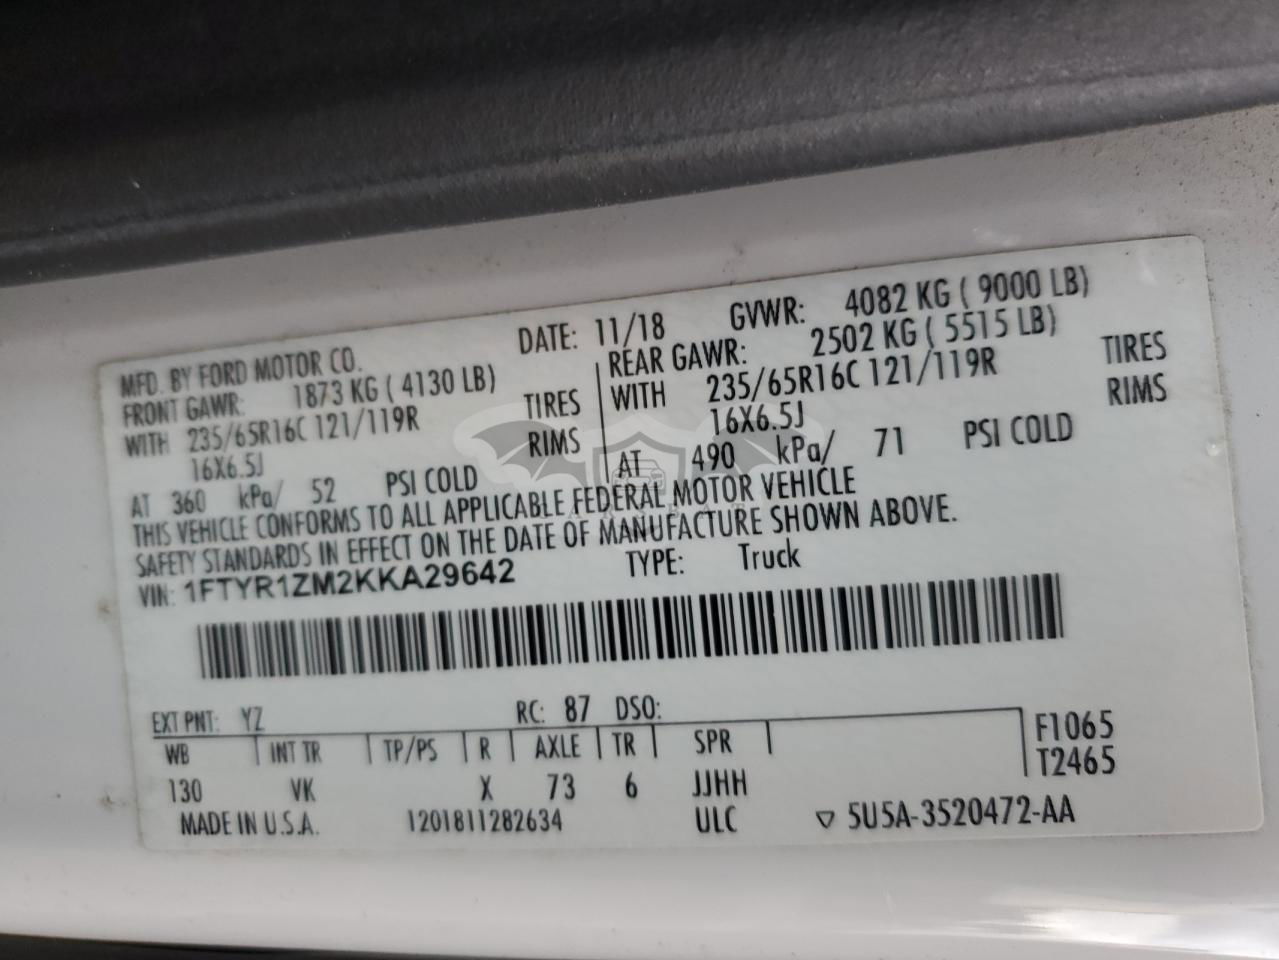 MFD. BY FORD MOTOR CO. DATE: 11/18 GVWR: 4082 KG ( 9000 LB)
FRONT GAWR: 1873 KG ( 4130 LB) REAR GAWR: 2502 KG ( 5515 LB)
WITH 235/65R16C 121/119R TIRES WITH 235/65R16C 121/119R TIRES
16X6.5J RIMS 16X6.5J RIMS
AT 360 kPa/ 52 PSI COLD AT 490 kPa/ 71 PSI COLD
THIS VEHICLE CONFORMS TO ALL APPLICABLE FEDERAL MOTOR VEHICLE
SAFETY STANDARDS IN EFFECT ON THE DATE OF MANUFACTURE SHOWN ABOVE.
VIN: 1FTYR1ZM2KKA29642 TYPE: Truck
EXT PNT: YZ RC: 87 DSO:
WB INT TR TP/PS R AXLE TR SPR F1065
130 VK X 73 6 JJHH T2465
MADE IN U.S.A. 1201811282634 ULC ▽ 5U5A-3520472-AA